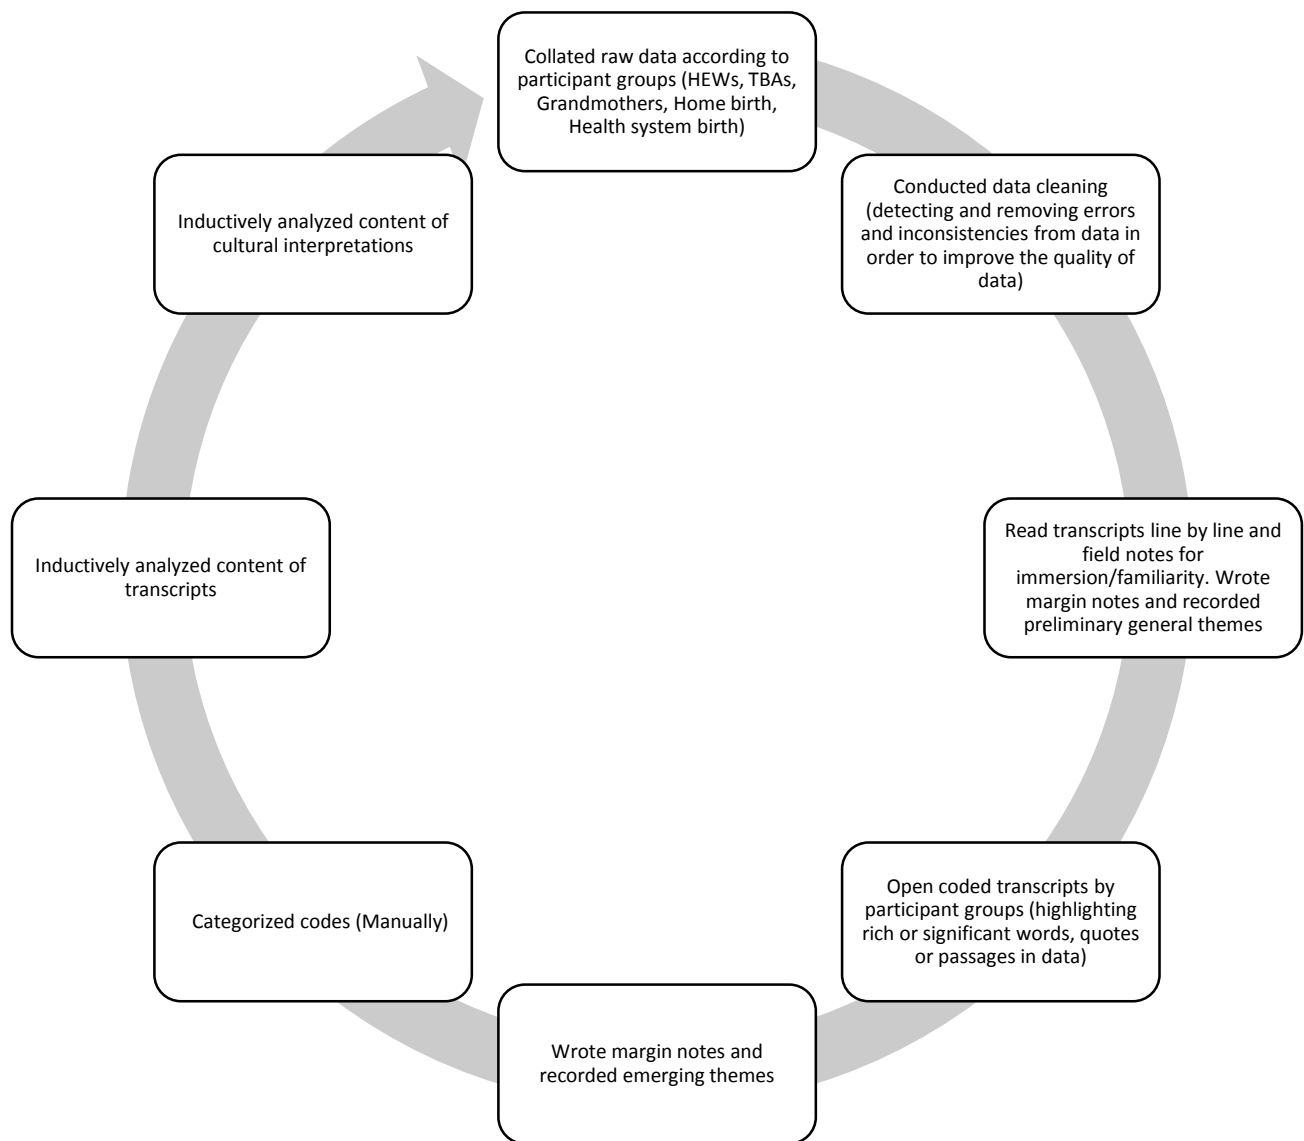 Collated raw data according to
participant groups (HEWs, TBAs,
Grandmothers, Home birth,
Health system birth)
Conducted data cleaning
(detecting and removing errors
and inconsistencies from data in
order to improve the quality of
data)
Read transcripts line by line and
field notes for
immersion/familiarity. Wrote
margin notes and recorded
preliminary general themes
Open coded transcripts by
participant groups (highlighting
rich or significant words, quotes
or passages in data)
Wrote margin notes and
recorded emerging themes
Categorized codes (Manually)
Inductively analyzed content of
transcripts
Inductively analyzed content of
cultural interpretations